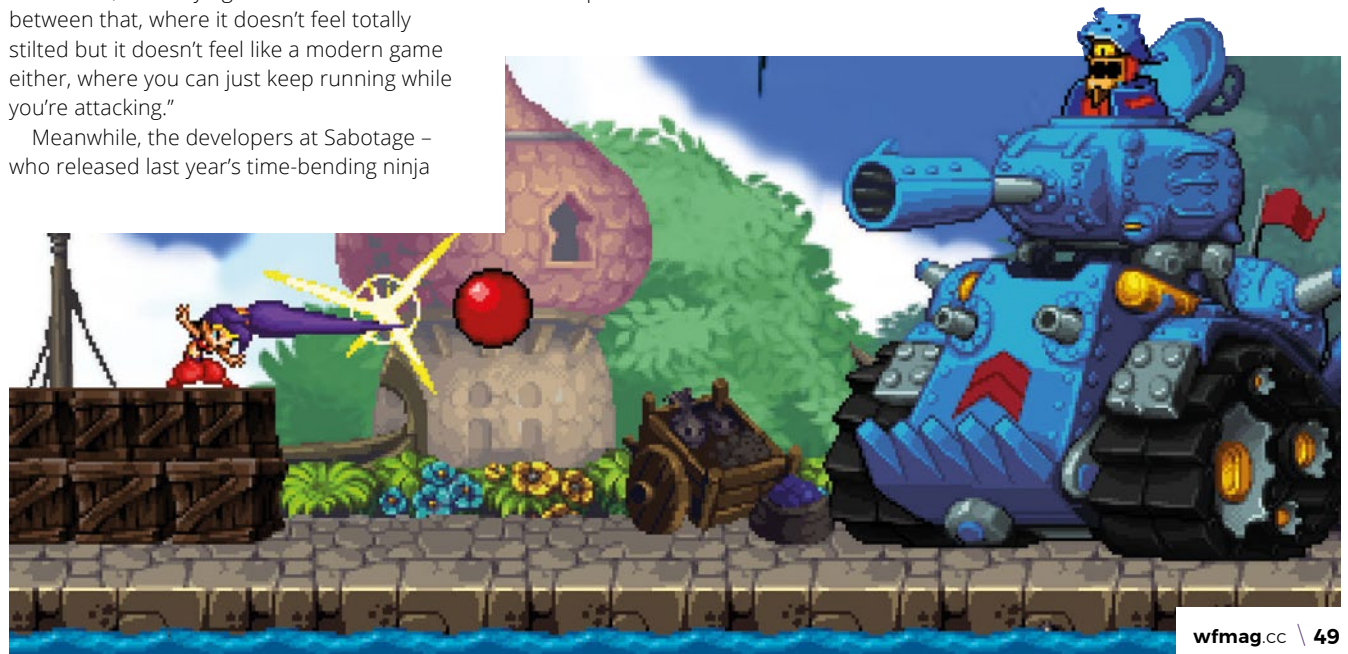 between that, where it doesn’t feel totally
stilted but it doesn’t feel like a modern game
either, where you can just keep running while
you’re attacking.”
Meanwhile, the developers at Sabotage –
who released last year’s time-bending ninja
wfmag.cc \ 49